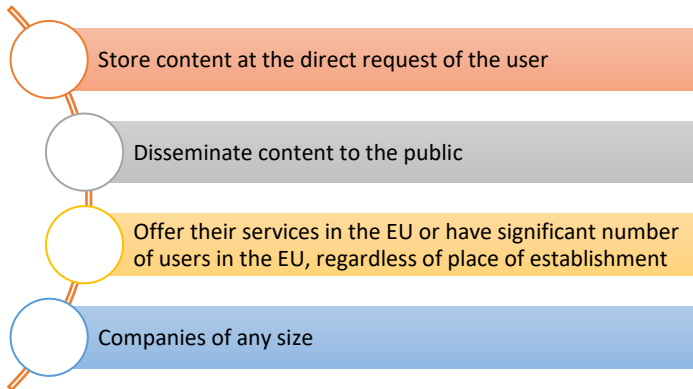 Store content at the direct request of the user
Disseminate content to the public
Offer their services in the EU or have significant number
of users in the EU, regardless of place of establishment
Companies of any size